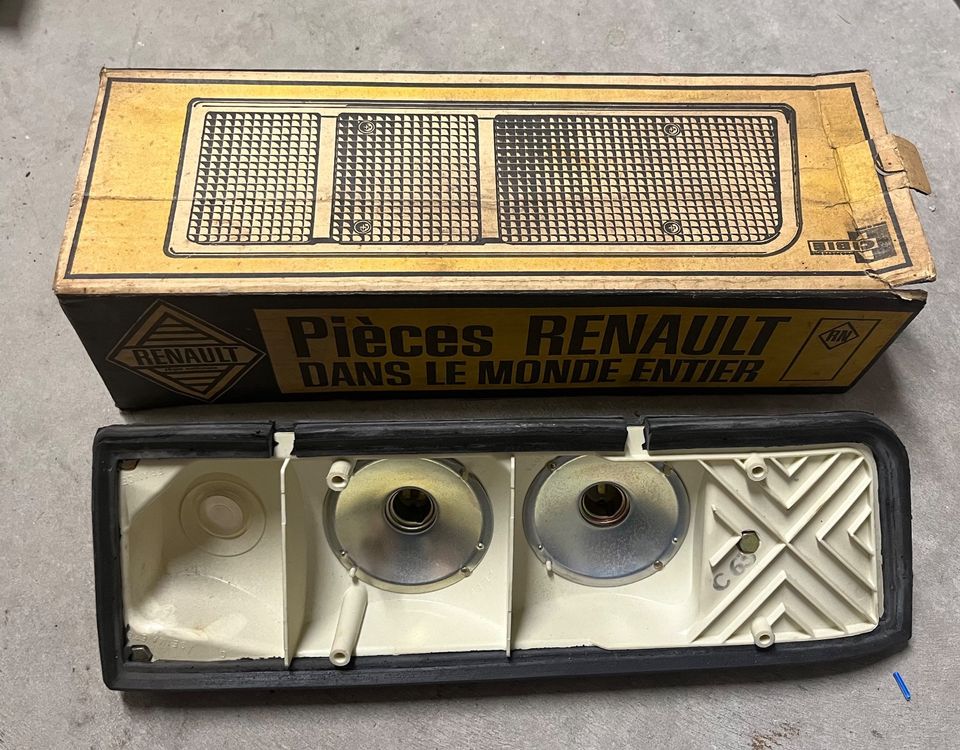 CIBIE
RENAULT
Pièces RENAULT
DANS LE MONDE ENTIER
RN
C 63